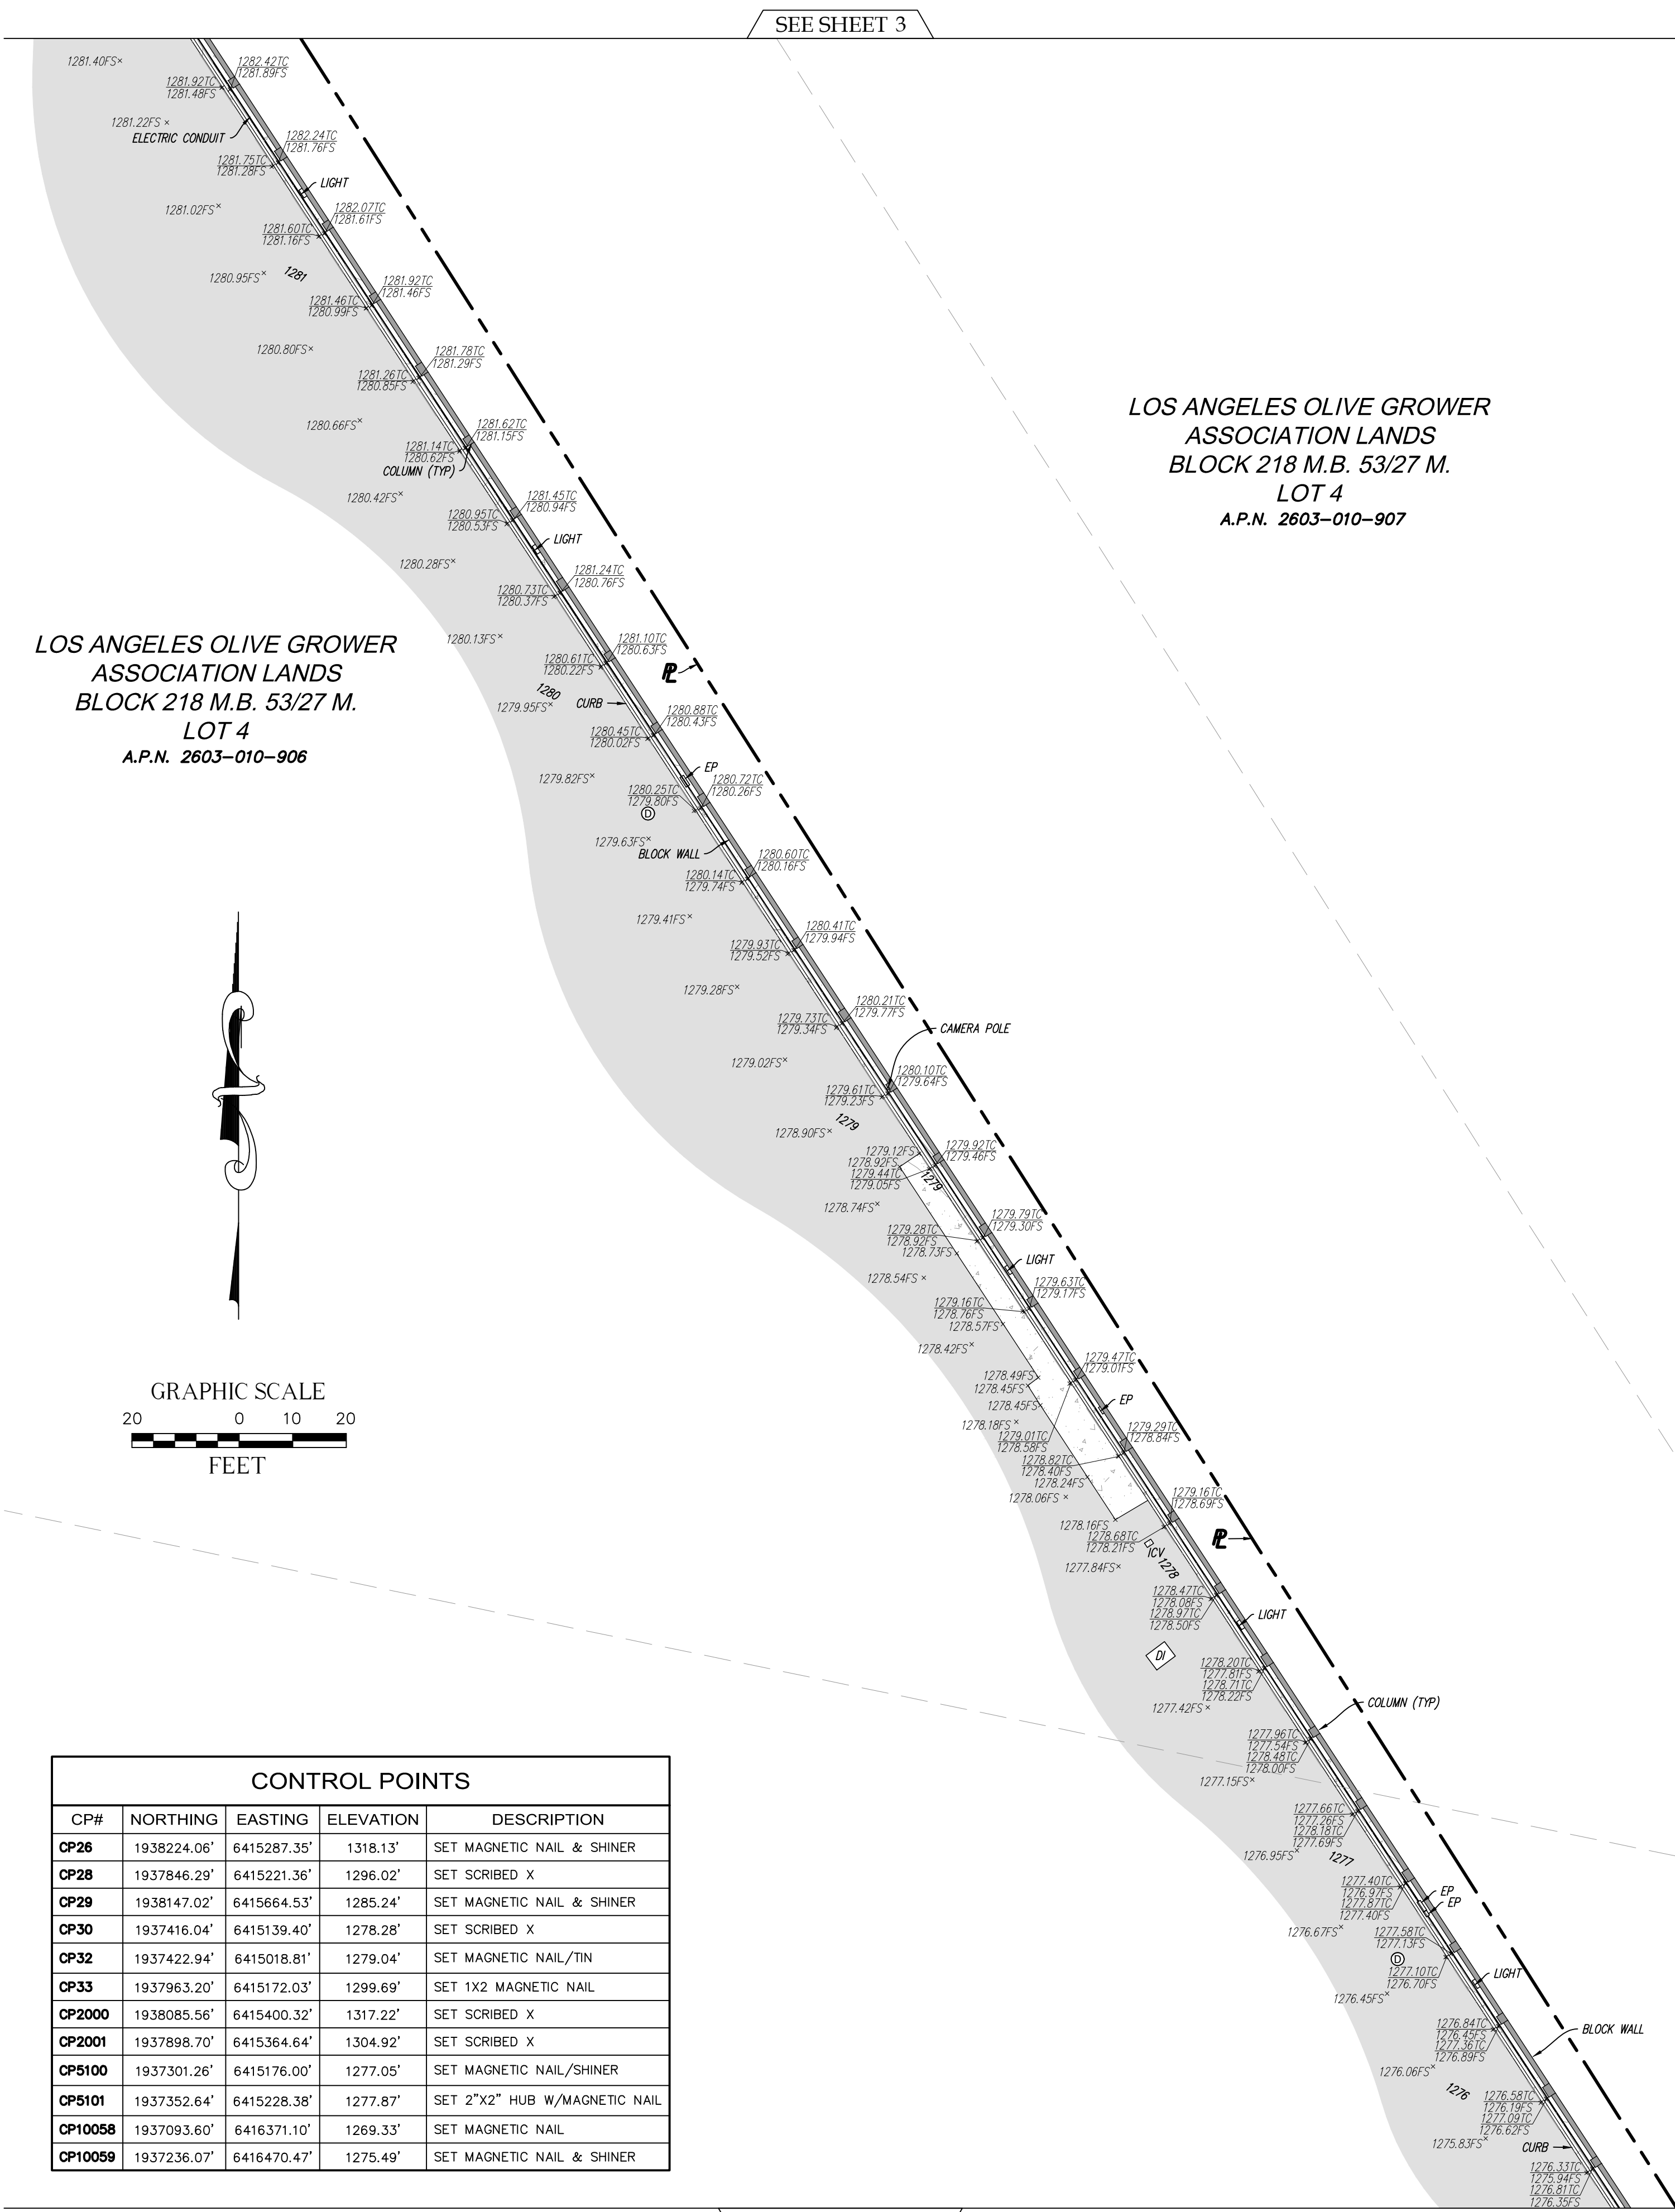 SEE SHEET 3
1281.40FS
1282.42TC
1281.89FS
1281.92TC
1281.48FS
1281.22FS
ELECTRIC CONDUIT
1282.24TC
1281.76FS
1281.75TC
1281.28FS
LIGHT
1281.02FS
1282.07TC
1281.61FS
1281.60TC
1281.16FS
1280.95FS
1281
1281.92TC
1281.46FS
1281.46TC
1280.99FS
1280.80FS
1281.78TC
1281.29FS
1281.26TC
1280.85FS
1280.66FS
1281.62TC
1281.15FS
1281.14TC
1280.62FS
COLUMN (TYP)
1280.42FS
1281.45TC
1280.94FS
1280.95TC
1280.53FS
LIGHT
1280.28FS
1281.24TC
1280.76FS
1280.73TC
1280.37FS
1280.13FS
1281.10TC
1280.63FS
1280.61TC
1280.22FS
PL
1280
1279.95FS
CURB
1280.88TC
1280.43FS
1280.45TC
1280.02FS
EP
1279.82FS
1280.72TC
1280.26FS
1280.25TC
1279.80FS
D
1279.63FS
BLOCK WALL
1280.60TC
1280.16FS
1280.14TC
1279.74FS
1279.41FS
1280.41TC
1279.94FS
1279.93TC
1279.52FS
1279.28FS
1280.21TC
1279.77FS
1279.73TC
1279.34FS
CAMERA POLE
1279.02FS
1280.10TC
1279.64FS
1279.61TC
1279.23FS
1279
1278.90FS
1279.12FS
1278.92FS
1279.44TC
1279.05FS
1279.92TC
1279.46FS
1279
1278.74FS
1279.79TC
1279.30FS
1279.28TC
1278.92FS
1278.73FS
LIGHT
1278.54FS
1279.63TC
1279.17FS
1279.16TC
1278.76FS
1278.57FS
1278.42FS
1279.47TC
1279.01FS
1278.49FS
1278.45FS
1278.45FS
EP
1278.18FS
1279.01TC
1278.58FS
1279.29TC
1278.84FS
1278.82TC
1278.40FS
1278.24FS
1278.06FS
1279.16TC
1278.69FS
1278.16FS
1278.68TC
1278.21FS
PL
ICV
1278
1277.84FS
1278.47TC
1278.08FS
1278.97TC
1278.50FS
LIGHT
DI
1278.20TC
1277.81FS
1278.71TC
1278.22FS
1277.42FS
COLUMN (TYP)
1277.96TC
1277.54FS
1278.48TC
1278.00FS
1277.15FS
1277.66TC
1277.26FS
1278.18TC
1277.69FS
1276.95FS
1277
1277.40TC
1276.97FS
1277.87TC
1277.40FS
EP
EP
1276.67FS
1277.58TC
1277.13FS
D
1277.10TC
1276.70FS
LIGHT
1276.45FS
1276.84TC
1276.45FS
1277.36TC
1276.89FS
BLOCK WALL
1276.06FS
1276
1276.58TC
1276.19FS
1277.09TC
1276.62FS
1275.83FS
CURB
1276.33TC
1275.94FS
1276.81TC
1276.35FS
LOS ANGELES OLIVE GROWER
ASSOCIATION LANDS
BLOCK 218 M.B. 53/27 M.
LOT 4
A.P.N. 2603-010-907
LOS ANGELES OLIVE GROWER
ASSOCIATION LANDS
BLOCK 218 M.B. 53/27 M.
LOT 4
A.P.N. 2603-010-906
GRAPHIC SCALE
20 0 10 20
FEET
CONTROL POINTS
CP# NORTHING EASTING ELEVATION DESCRIPTION
CP26 1938224.06' 6415287.35' 1318.13' SET MAGNETIC NAIL & SHINER
CP28 1937846.29' 6415221.36' 1296.02' SET SCRIBED X
CP29 1938147.02' 6415664.53' 1285.24' SET MAGNETIC NAIL & SHINER
CP30 1937416.04' 6415139.40' 1278.28' SET SCRIBED X
CP32 1937422.94' 6415018.81' 1279.04' SET MAGNETIC NAIL/TIN
CP33 1937963.20' 6415172.03' 1299.69' SET 1X2 MAGNETIC NAIL
CP2000 1938085.56' 6415400.32' 1317.22' SET SCRIBED X
CP2001 1937898.70' 6415364.64' 1304.92' SET SCRIBED X
CP5100 1937301.26' 6415176.00' 1277.05' SET MAGNETIC NAIL/SHINER
CP5101 1937352.64' 6415228.38' 1277.87' SET 2"X2" HUB W/MAGNETIC NAIL
CP10058 1937093.60' 6416371.10' 1269.33' SET MAGNETIC NAIL
CP10059 1937236.07' 6416470.47' 1275.49' SET MAGNETIC NAIL & SHINER